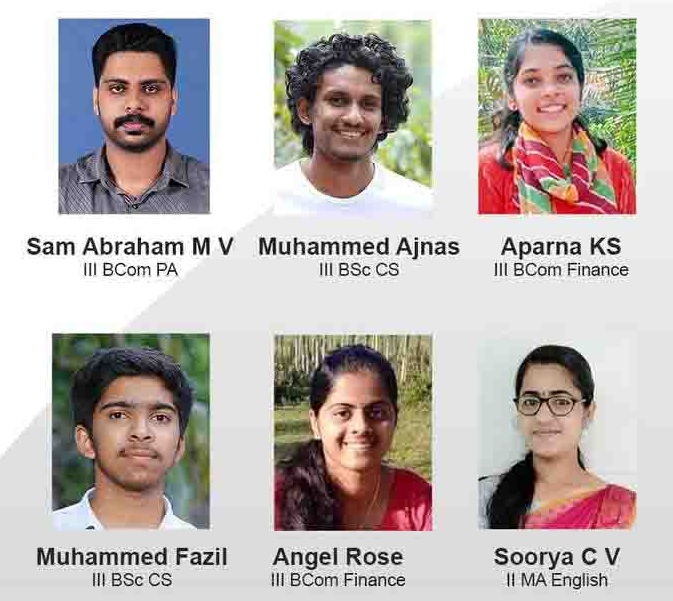 Sam Abraham M V
III BCom PA
Muhammed Ajnas
III BSc CS
Aparna KS
III BCom Finance
Muhammed Fazil
III BSc CS
Angel Rose
III BCom Finance
Soorya C V
II MA English